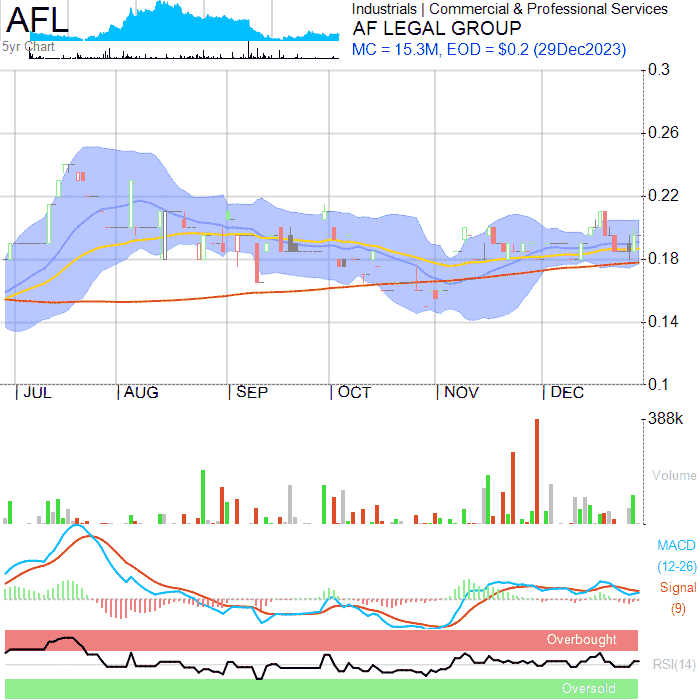 AFL
5yr Chart
Industrials | Commercial & Professional Services
AF LEGAL GROUP
MC = 15.3M, EOD = $0.2 (29Dec2023)
0.3
0.26
0.22
0.18
0.14
0.1
JUL AUG SEP OCT NOV DEC
388k
Volume
MACD
(12-26)
Signal
(9)
Overbought
RSI(14)
Oversold